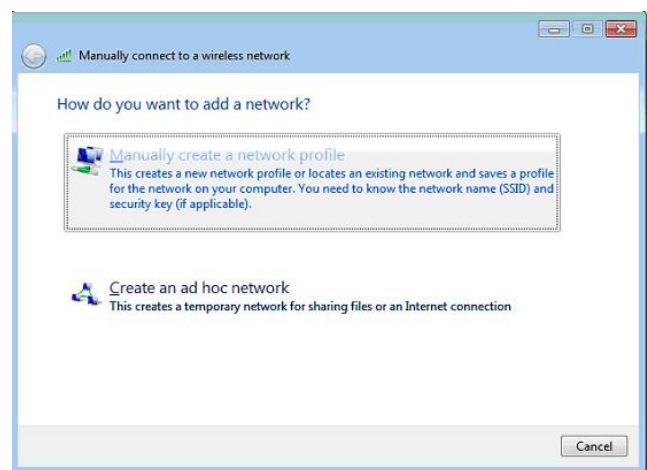 Manually connect to a wireless network
How do you want to add a network?
Manually create a network profile
This creates a new network profile or locates an existing network and saves a profile
for the network on your computer. You need to know the network name (SSID) and
security key (if applicable).
Create an ad hoc network
This creates a temporary network for sharing files or an Internet connection
Cancel